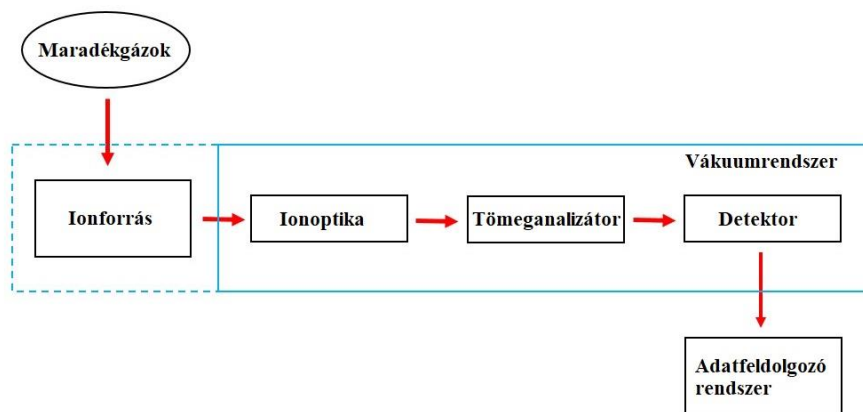 Maradékgázok
Vákuumrendszer
Ionforrás
Ionoptika
Tömeganalizátor
Detektor
Adatfeldolgozó
rendszer